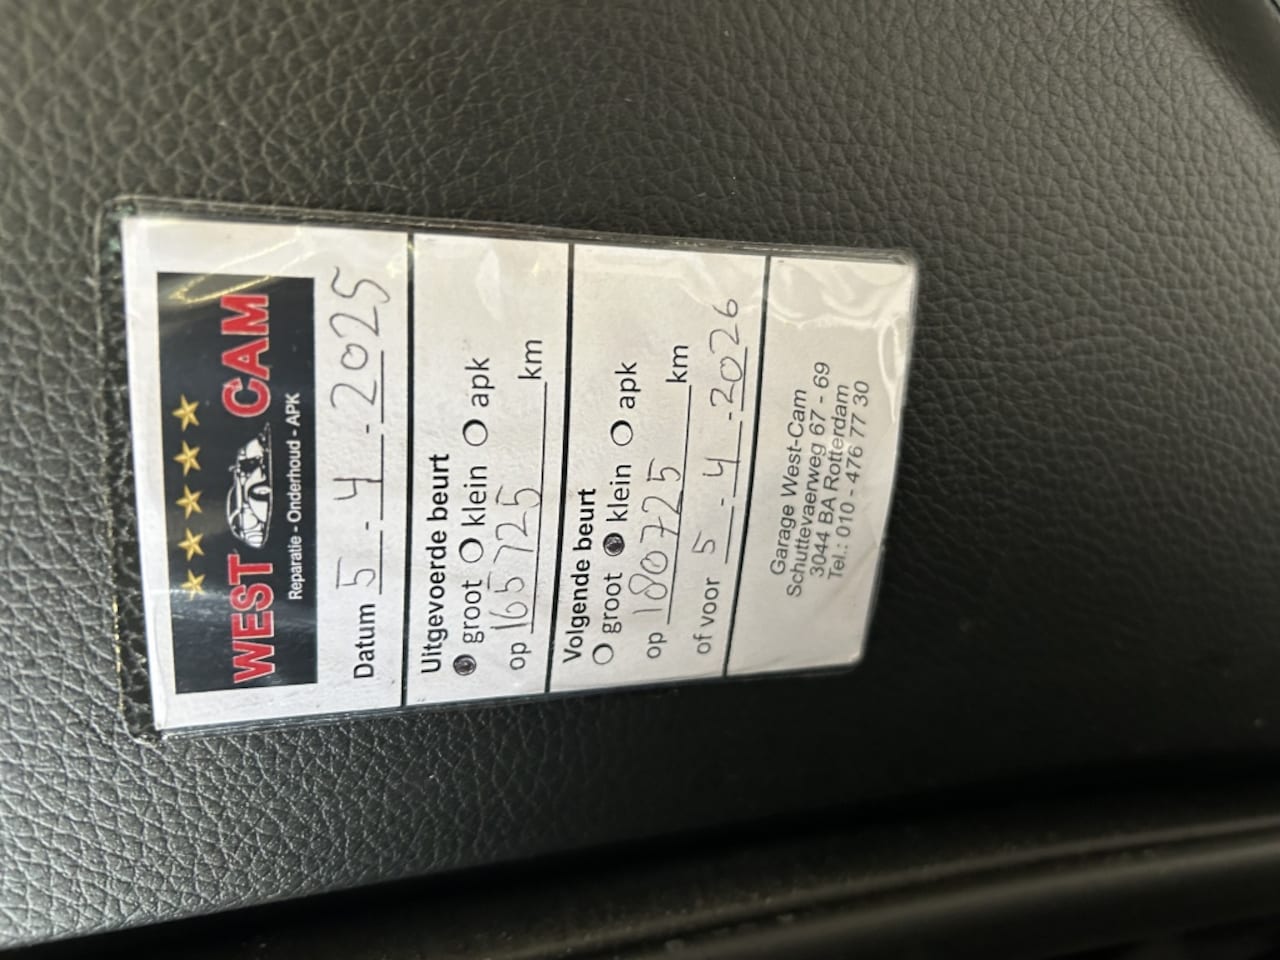 WEST CAM
Reparatie - Onderhoud - APK
Datum 5 - 4 - 2025
Uitgevoerde beurt
groot klein apk
op 165725 km
Volgende beurt
groot klein apk
op 180725 km
of voor 5 - 4 - 2026
Garage West-Cam
Schuttevaerweg 67 - 69
3044 BA Rotterdam
Tel.: 010 - 476 77 30